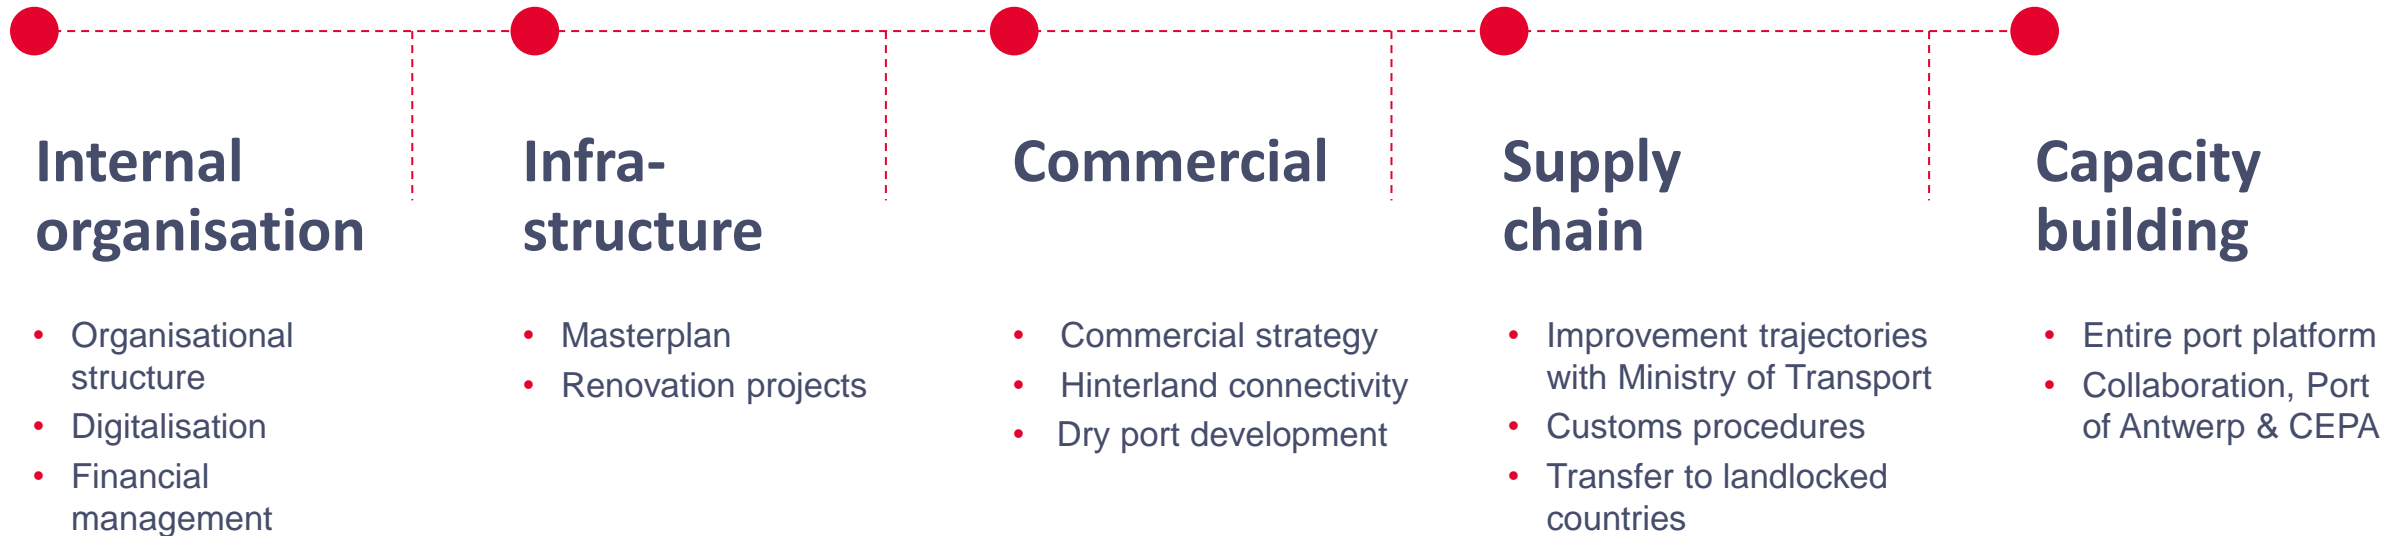 Internal
organisation
• Organisational
structure
• Digitalisation
• Financial
management
Infra-
structure
• Masterplan
• Renovation projects
Commercial
• Commercial strategy
• Hinterland connectivity
• Dry port development
Supply
chain
• Improvement trajectories
with Ministry of Transport
• Customs procedures
• Transfer to landlocked
countries
Capacity
building
• Entire port platform
• Collaboration, Port
of Antwerp & CEPA